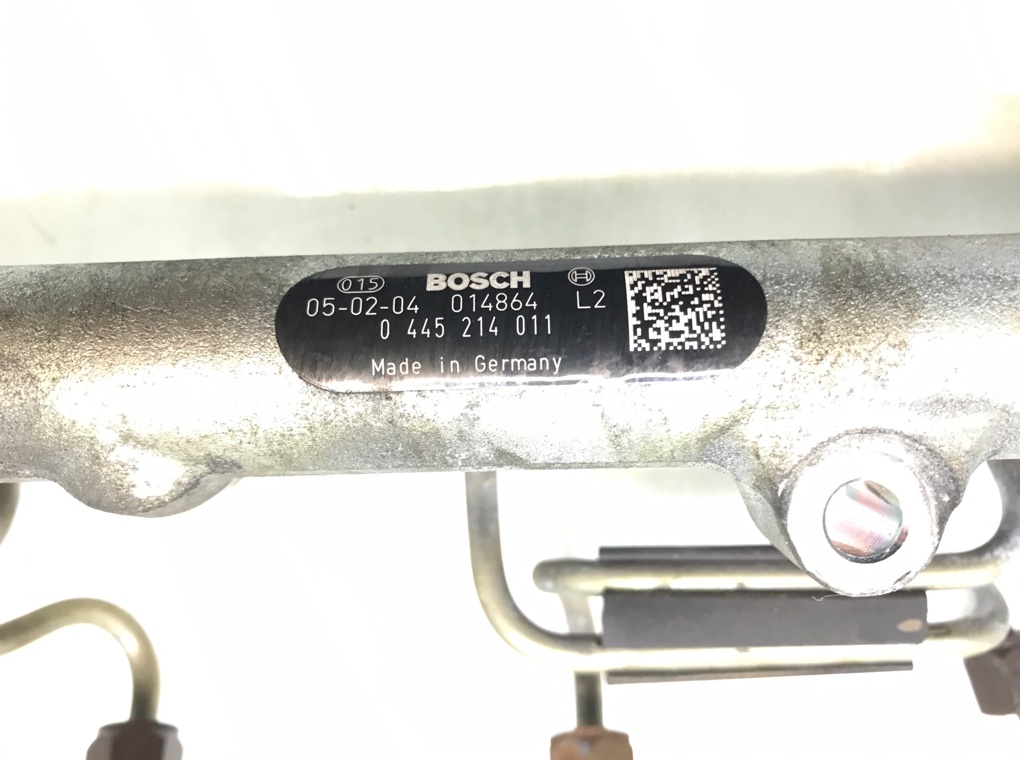 015 BOSCH
05-02-04 014864 L2
0 445 214 011
Made in Germany